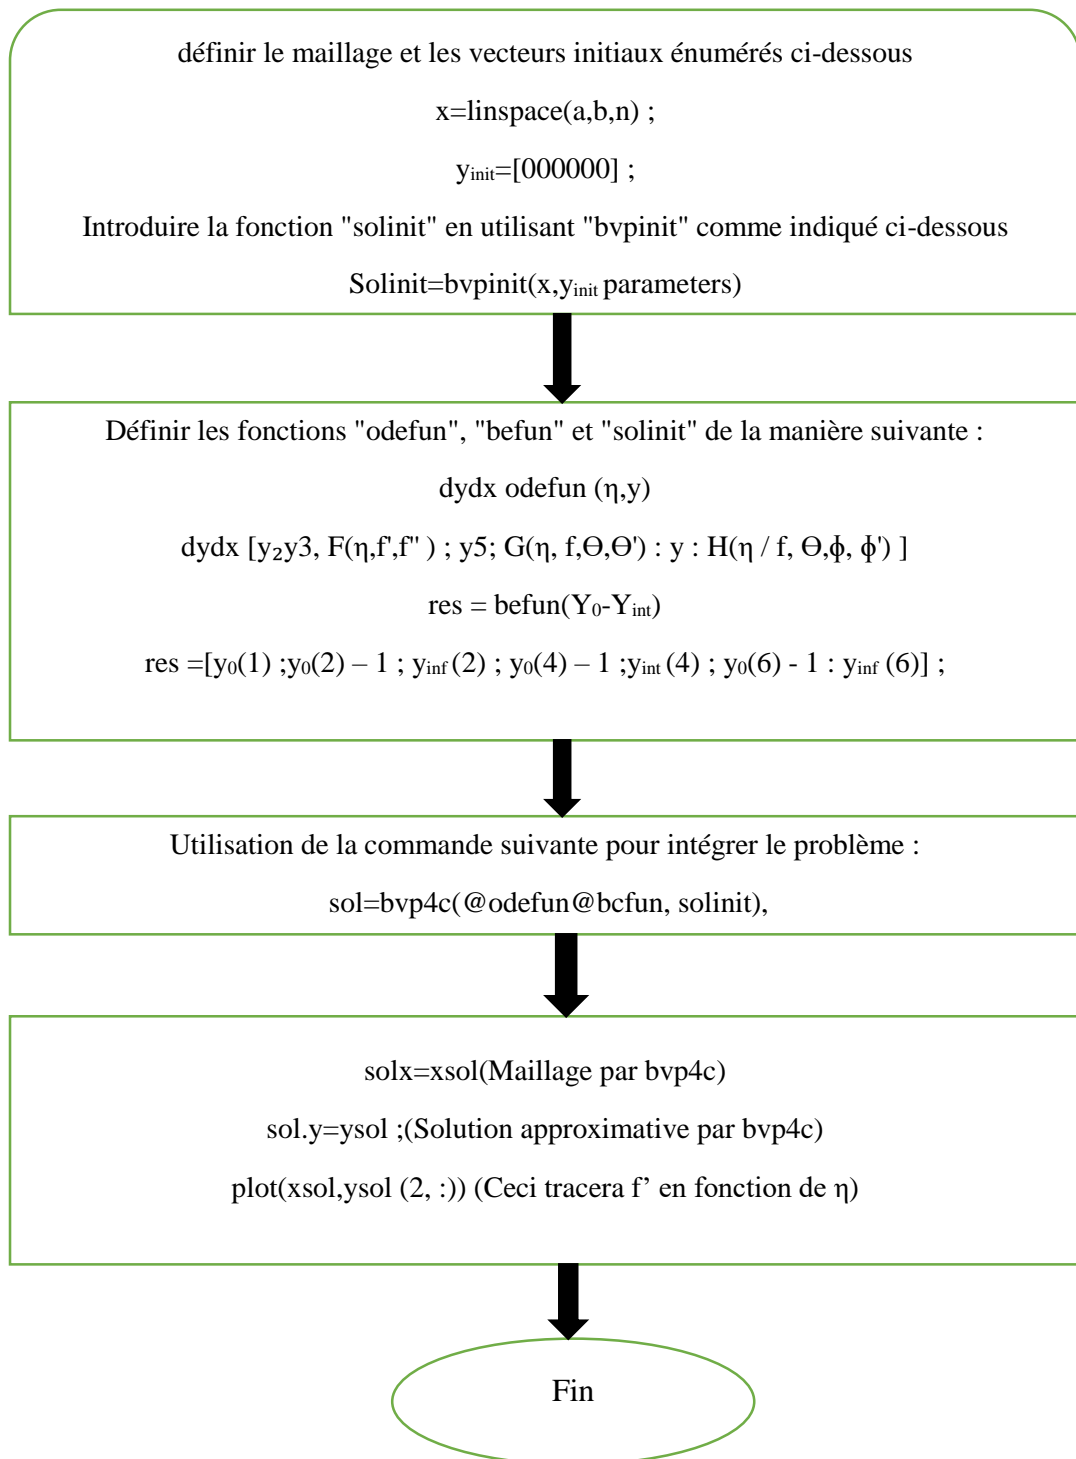 définir le maillage et les vecteurs initiaux énumérés ci-dessous
x=linspace(a,b,n) ;
yinit=[000000] ;
Introduire la fonction "solinit" en utilisant "bvpinit" comme indiqué ci-dessous
Solinit=bvpinit(x,yinit parameters)
Définir les fonctions "odefun", "befun" et "solinit" de la manière suivante :
dydx odefun (η,y)
dydx [y₂y3, F(η,f',f'' ) ; y5; G(η, f,ϴ,ϴ') : y : H(η / f, ϴ,ɸ, ɸ') ]
res = befun(Y₀-Yint)
res =[y₀(1) ;y₀(2) – 1 ; yinf (2) ; y₀(4) – 1 ;yint (4) ; y₀(6) - 1 : yinf (6)] ;
Utilisation de la commande suivante pour intégrer le problème :
sol=bvp4c(@odefun@bcfun, solinit),
solx=xsol(Maillage par bvp4c)
sol.y=ysol ;(Solution approximative par bvp4c)
plot(xsol,ysol (2, :)) (Ceci tracera f’ en fonction de η)
Fin